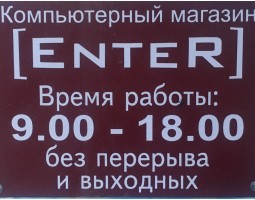 Компьютерный магазин
[ENTER]
Время работы:
9.00 - 18.00
без перерыва
и выходных